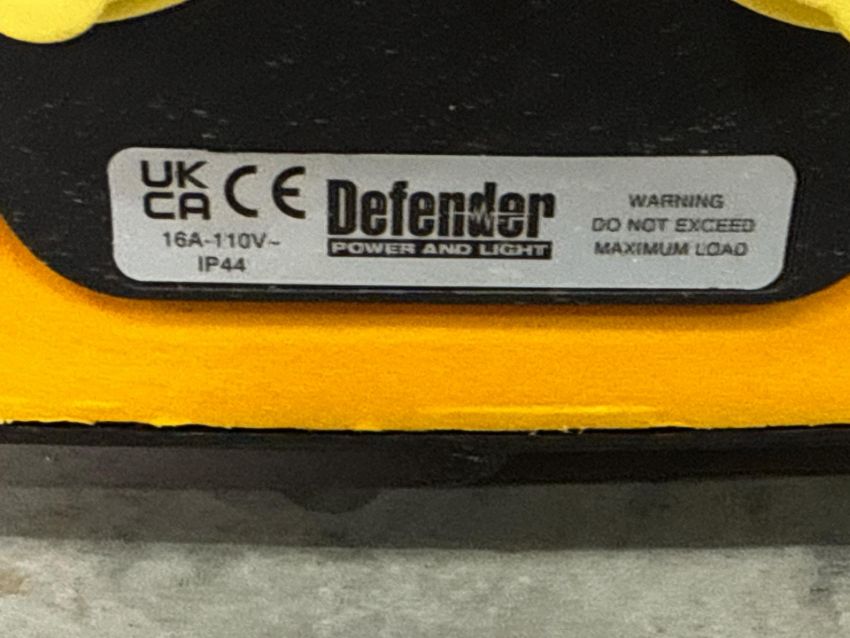 UK
CA
CE
16A-110V~
IP44
Defender
POWER AND LIGHT
WARNING
DO NOT EXCEED
MAXIMUM LOAD